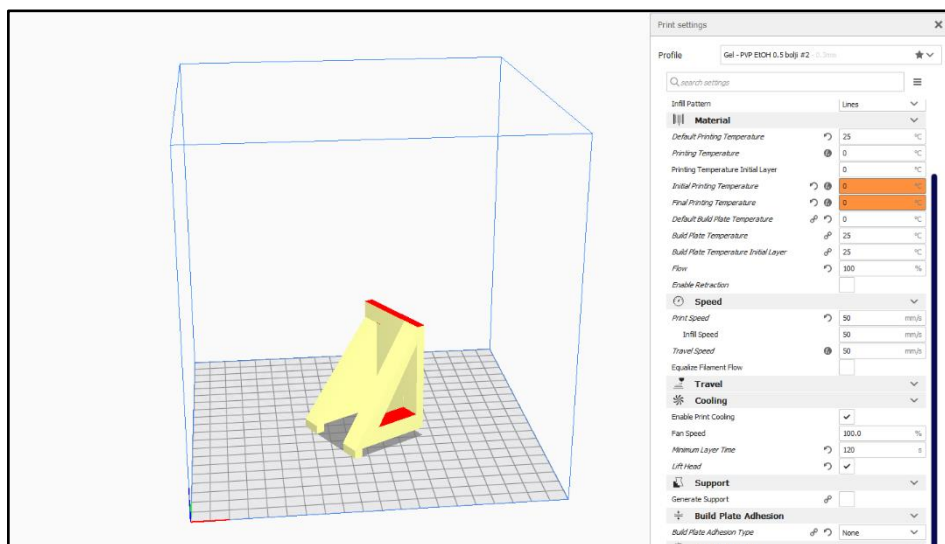 Print settings
Profile Gel - PVP EtOH 0.5 bolji #2 - 0.3mm
search settings
Infill Pattern Lines
Material
Default Printing Temperature 25 °C
Printing Temperature 0 °C
Printing Temperature Initial Layer 0 °C
Initial Printing Temperature 0 °C
Final Printing Temperature 0 °C
Default Build Plate Temperature 0 °C
Build Plate Temperature 25 °C
Build Plate Temperature Initial Layer 25 °C
Flow 100 %
Enable Retraction
Speed
Print Speed 50 mm/s
Infill Speed 50 mm/s
Travel Speed 50 mm/s
Equalize Filament Flow
Travel
Cooling
Enable Print Cooling
Fan Speed 100.0 %
Minimum Layer Time 120 s
Lift Head
Support
Generate Support
Build Plate Adhesion
Build Plate Adhesion Type None